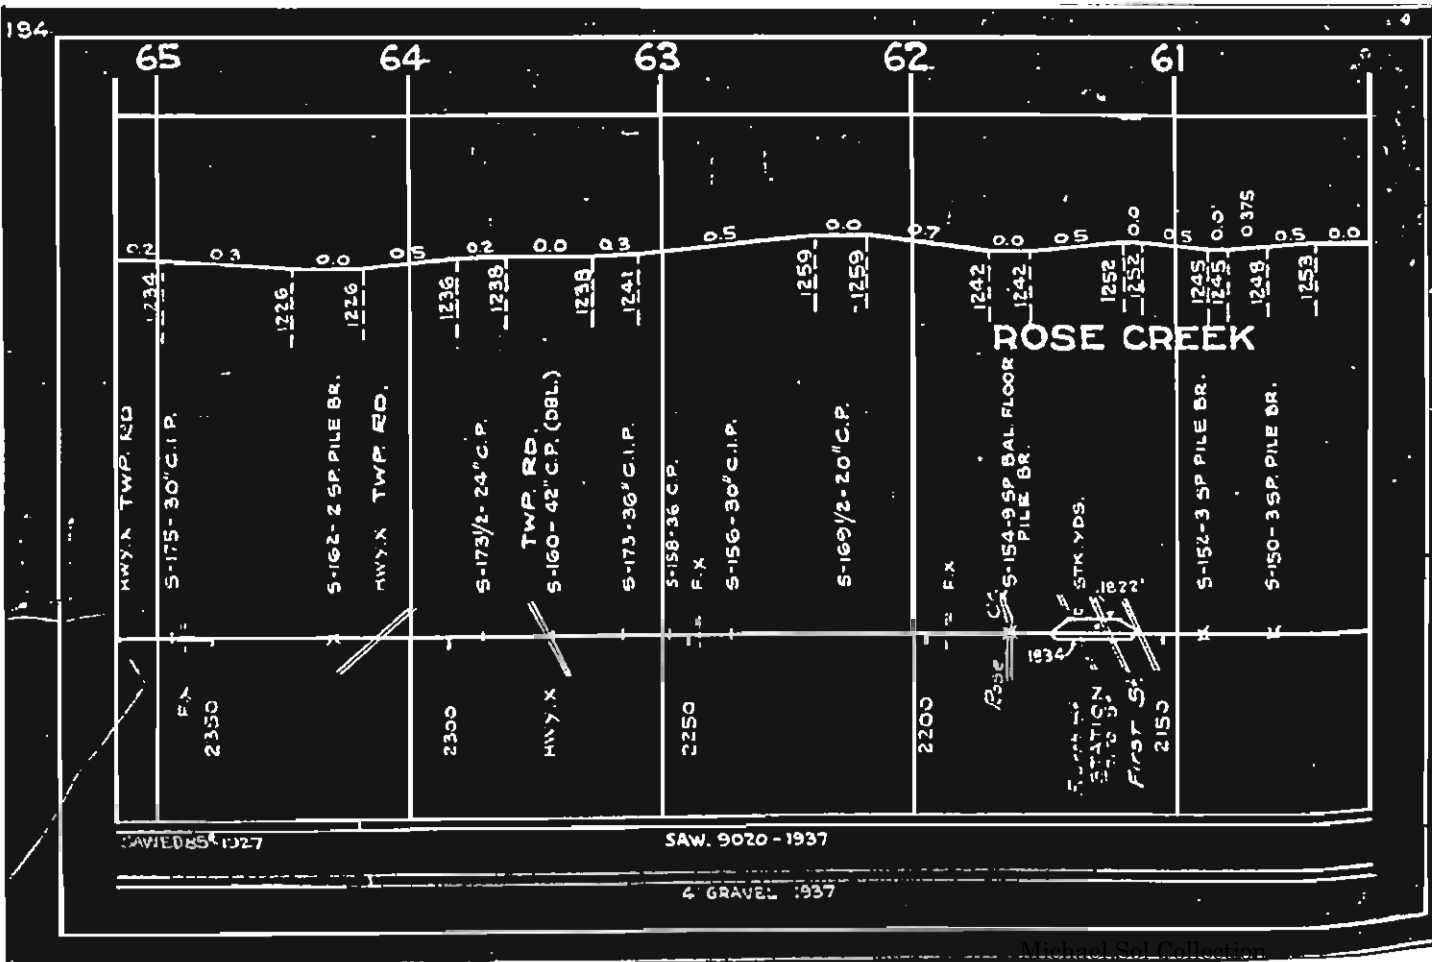 184
4
65 64 63 62 61
0.2 0.3 0.0 0.5 0.2 0.0 0.3 0.5 0.0 0.7 0.0 0.5 0.0 0.5 0.0 0.375 0.5 0.0
1234 1226 1226 1236 1238 1238 1241 1259 1259 1242 1242 1252 1252 1245 1245 1248 1253
ROSE CREEK
HWY. X TWP. RD
S-175-30" C.I.P.
S-162-2 SP. PILE BR.
HWY. X TWP. RD.
S-173 1/2-24" C.P.
TWP. RD.
S-160-42" C.P. (DBL.)
S-173-36" C.I.P.
S-158-36 C.P.
F.X
S-156-30" C.I.P.
S-169 1/2-20" C.P.
F.X
S-154-9 SP BAL FLOOR
PILE BR.
STK. YDS.
S-152-3 SP PILE BR.
S-150-3 SP. PILE BR.
1822'
1834'
F.X
2350
2300
HWY. X
2250
2200
Rose
STATION
First St
2150
SAWED 85% 1927
SAW. 9020-1937
4 GRAVEL 1937
Michael Sol Collection